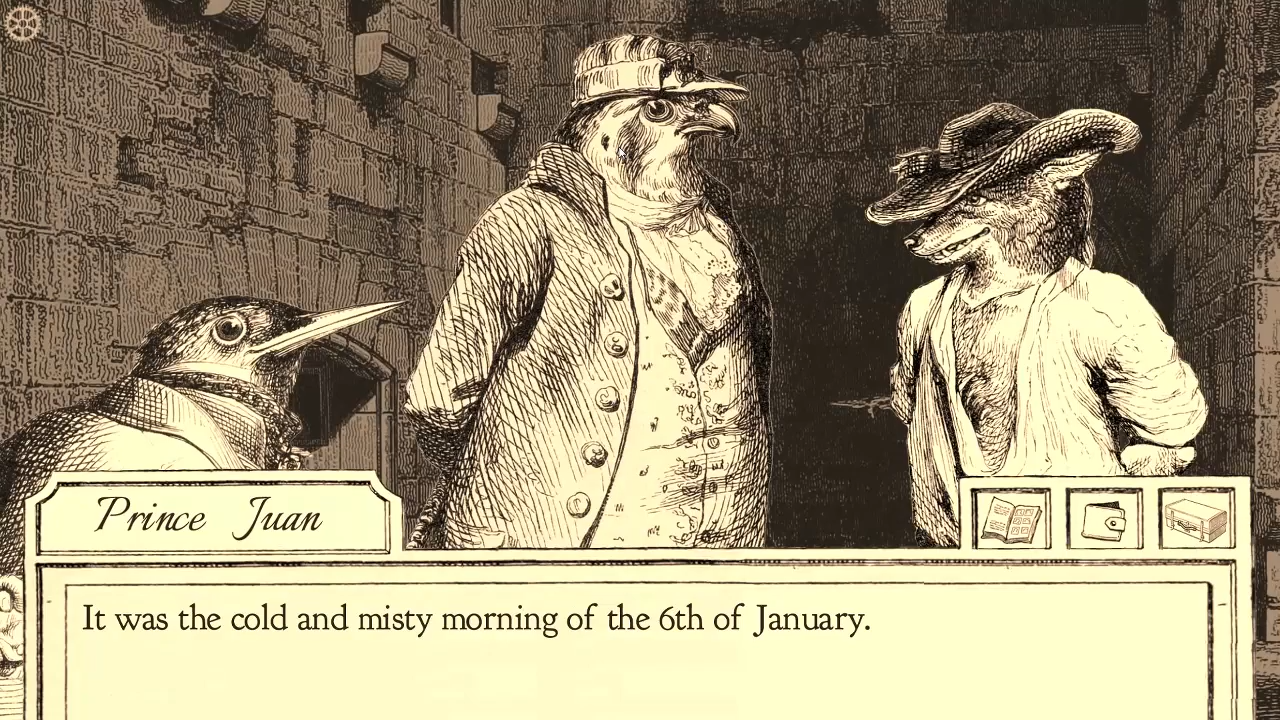 Prince Juan
It was the cold and misty morning of the 6th of January.